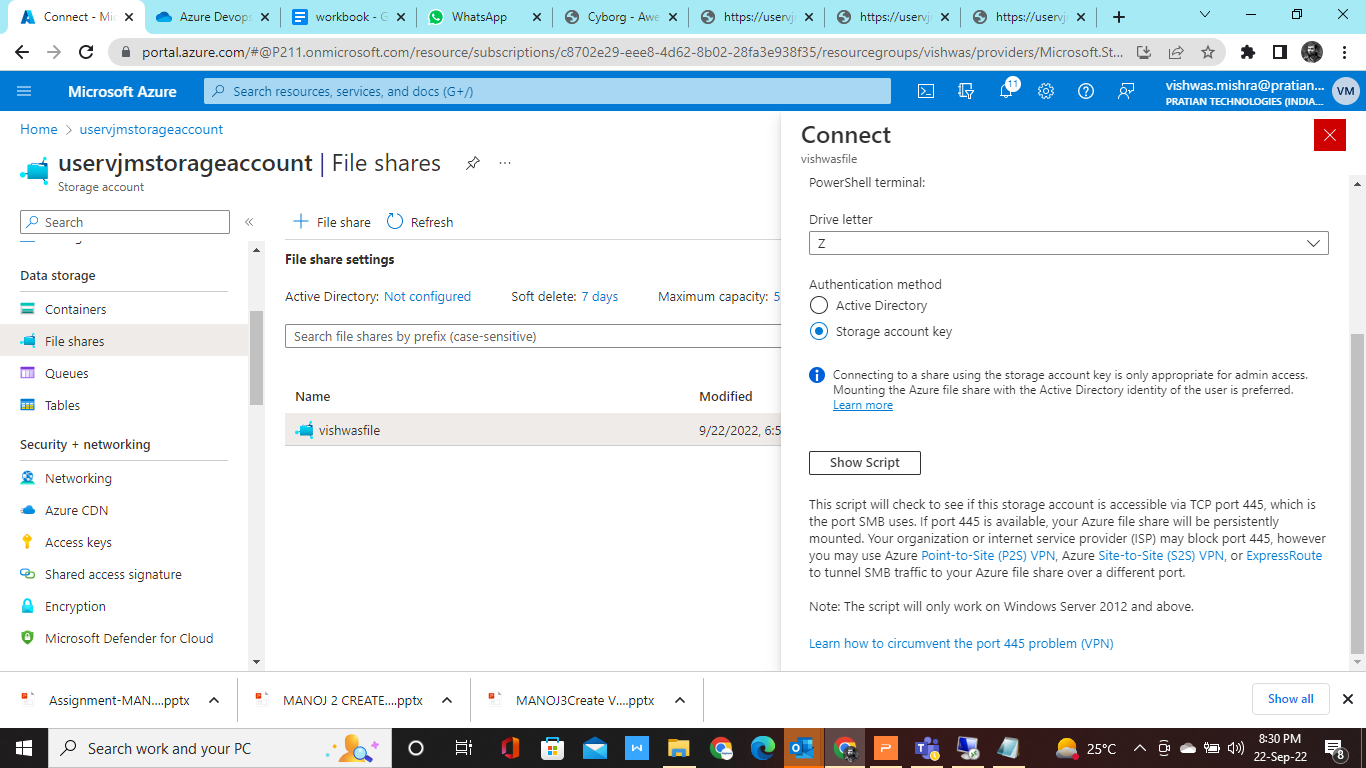 Connect - Mic
Azure Devops
workbook - G
WhatsApp
Cyborg - Awe
https://uservj
https://uservj
https://uservj
portal.azure.com/#@P211.onmicrosoft.com/resource/subscriptions/c8702e29-eee8-4d62-8b02-28fa3e938f35/resourcegroups/vishwas/providers/Microsoft.St...
Microsoft Azure
Search resources, services, and docs (G+/)
11
vishwas.mishra@pratian...
PRATIAN TECHNOLOGIES (INDIA...
VM
Home > uservjmstorageaccount
uservjmstorageaccount | File shares
...
Storage account
Search
«
Data storage
Containers
File shares
Queues
Tables
Security + networking
Networking
Azure CDN
Access keys
Shared access signature
Encryption
Microsoft Defender for Cloud
+ File share
Refresh
File share settings
Active Directory: Not configured
Soft delete: 7 days
Maximum capacity: 5
Search file shares by prefix (case-sensitive)
Name
Modified
vishwasfile
9/22/2022, 6:5
Connect
vishwasfile
PowerShell terminal:
Drive letter
Z
Authentication method
Active Directory
Storage account key
Connecting to a share using the storage account key is only appropriate for admin access.
Mounting the Azure file share with the Active Directory identity of the user is preferred.
Learn more
Show Script
This script will check to see if this storage account is accessible via TCP port 445, which is
the port SMB uses. If port 445 is available, your Azure file share will be persistently
mounted. Your organization or internet service provider (ISP) may block port 445, however
you may use Azure Point-to-Site (P2S) VPN, Azure Site-to-Site (S2S) VPN, or ExpressRoute
to tunnel SMB traffic to your Azure file share over a different port.
Note: The script will only work on Windows Server 2012 and above.
Learn how to circumvent the port 445 problem (VPN)
Assignment-MAN....pptx
MANOJ 2 CREATE....pptx
MANOJ3Create V....pptx
Show all
Search work and your PC
25°C
8:30 PM
22-Sep-22
8